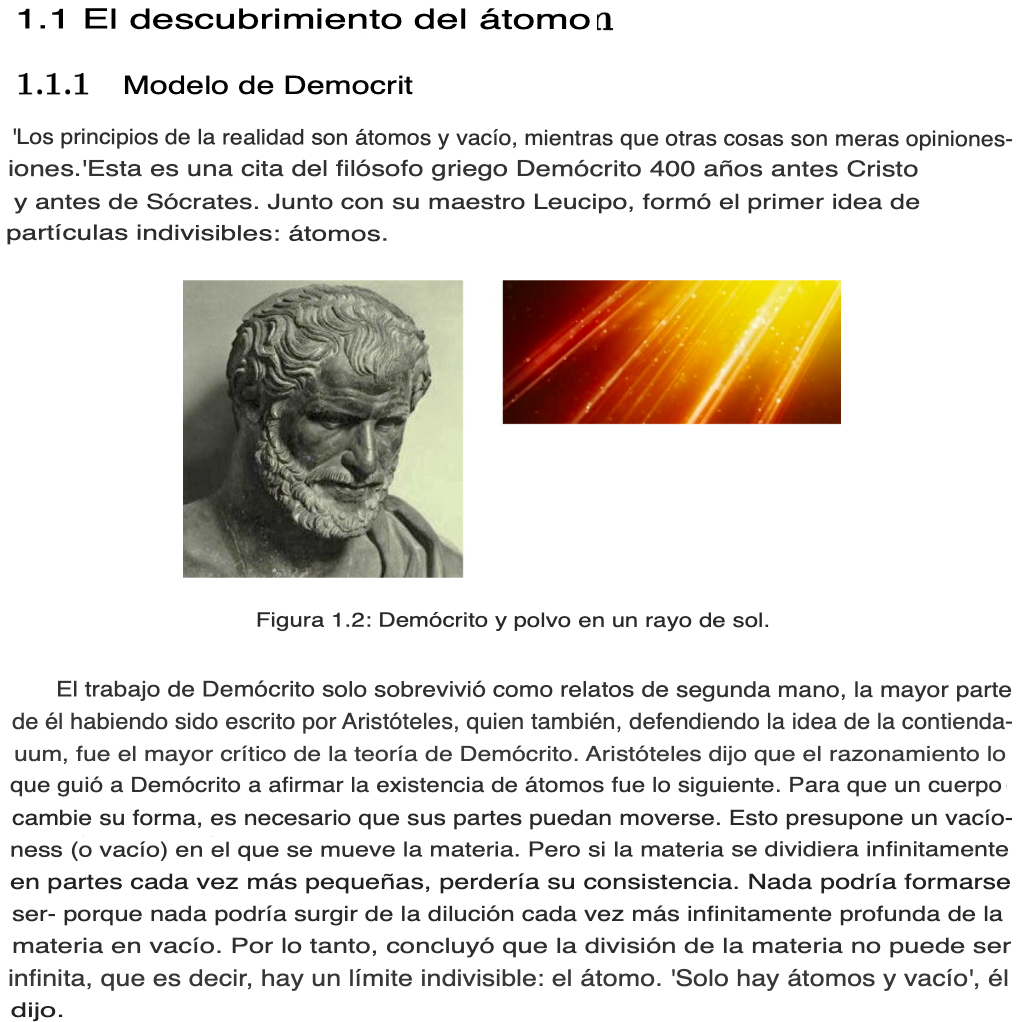 1.1 El descubrimiento del átomo n
1.1.1 Modelo de Democrit
'Los principios de la realidad son átomos y vacío, mientras que otras cosas son meras opiniones-
iones.'Esta es una cita del filósofo griego Demócrito 400 años antes Cristo
y antes de Sócrates. Junto con su maestro Leucipo, formó el primer idea de
partículas indivisibles: átomos.
Figura 1.2: Demócrito y polvo en un rayo de sol.
El trabajo de Demócrito solo sobrevivió como relatos de segunda mano, la mayor parte
de él habiendo sido escrito por Aristóteles, quien también, defendiendo la idea de la contienda-
uum, fue el mayor crítico de la teoría de Demócrito. Aristóteles dijo que el razonamiento lo
que guió a Demócrito a afirmar la existencia de átomos fue lo siguiente. Para que un cuerpo
cambie su forma, es necesario que sus partes puedan moverse. Esto presupone un vacío-
ness (o vacío) en el que se mueve la materia. Pero si la materia se dividiera infinitamente
en partes cada vez más pequeñas, perdería su consistencia. Nada podría formarse
ser- porque nada podría surgir de la dilución cada vez más infinitamente profunda de la
materia en vacío. Por lo tanto, concluyó que la división de la materia no puede ser
infinita, que es decir, hay un límite indivisible: el átomo. 'Solo hay átomos y vacío', él
dijo.